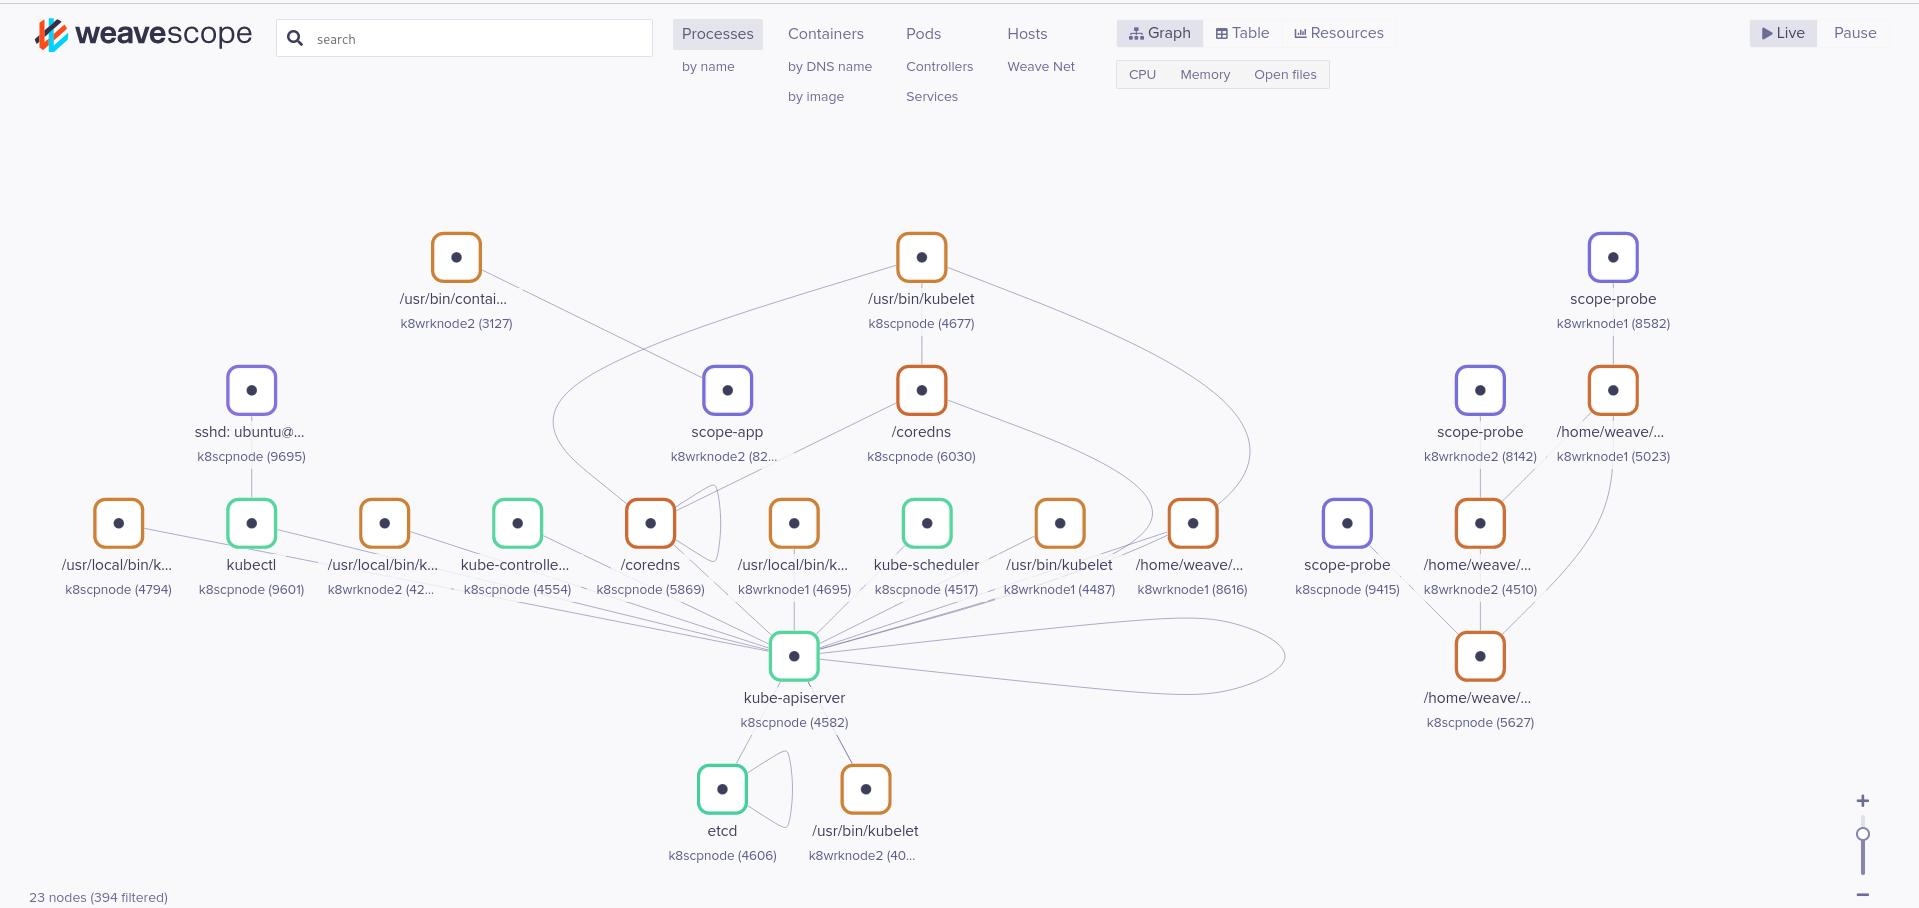 weavescope
search
Processes
Containers
Pods
Hosts
Graph
Table
Resources
Live
Pause
by name
by DNS name
Controllers
Weave Net
CPU
Memory
Open files
by image
Services
/usr/bin/contai...
k8wrknode2 (3127)
/usr/bin/kubelet
k8scpnode (4677)
scope-probe
k8wrknode1 (8582)
sshd: ubuntu@...
k8scpnode (9695)
scope-app
k8wrknode2 (82...
/coredns
k8scpnode (6030)
scope-probe
k8wrknode2 (8142)
/home/weave/...
k8wrknode1 (5023)
/usr/local/bin/k...
k8scpnode (4794)
kubectl
k8scpnode (9601)
/usr/local/bin/k...
k8wrknode2 (42...
kube-controlle...
k8scpnode (4554)
/coredns
k8scpnode (5869)
/usr/local/bin/k...
k8wrknode1 (4695)
kube-scheduler
k8scpnode (4517)
/usr/bin/kubelet
k8wrknode1 (4487)
/home/weave/...
k8wrknode1 (8616)
scope-probe
k8scpnode (9415)
/home/weave/...
k8wrknode2 (4510)
kube-apiserver
k8scpnode (4582)
/home/weave/...
k8scpnode (5627)
etcd
k8scpnode (4606)
/usr/bin/kubelet
k8wrknode2 (40...
23 nodes (394 filtered)